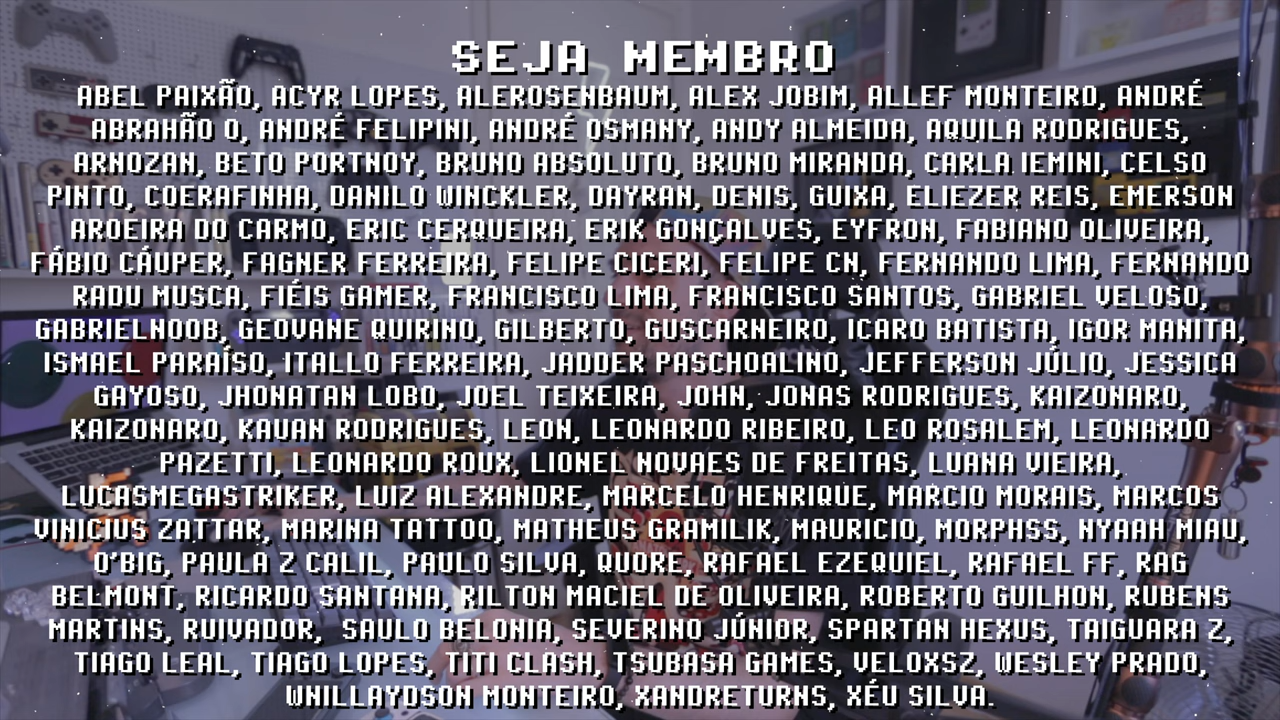 SEJA MEMBRO
ABEL PAIXÃO, ACYR LOPES, ALEROSENBAUM, ALEX JOBIM, ALLEF MONTEIRO, ANDRÉ
ABRAHÃO O, ANDRÉ FELIPINI, ANDRÉ OSMANY, ANDY ALMEIDA, AQUILA RODRIGUES,
ARNOZAN, BETO PORTNOY, BRUNO ABSOLUTO, BRUNO MIRANDA, CARLA IEMINI, CELSO
PINTO, COERAFINHA, DANILO WINCKLER, DAYRAN, DENIS, GUIXA, ELIEZER REIS, EMERSON
AROEIRA DO CARMO, ERIC CERQUEIRA, ERIK GONÇALVES, EYFRON, FABIANO OLIVEIRA,
FÁBIO CÁUPER, FAGNER FERREIRA, FELIPE CICERI, FELIPE CN, FERNANDO LIMA, FERNANDO
RADU MUSCA, FIÉIS GAMER, FRANCISCO LIMA, FRANCISCO SANTOS, GABRIEL VELOSO,
GABRIELNOOB, GEOVANE QUIRINO, GILBERTO, GUSCARNEIRO, ICARO BATISTA, IGOR MANITA,
ISMAEL PARAÍSO, ITALLO FERREIRA, JADDER PASCHOALINO, JEFFERSON JÚLIO, JESSICA
GAYOSO, JHONATAN LOBO, JOEL TEIXEIRA, JOHN, JONAS RODRIGUES, KAIZONARO,
KAIZONARO, KAUAN RODRIGUES, LEON, LEONARDO RIBEIRO, LEO ROSALEM, LEONARDO
PAZETTI, LEONARDO ROUX, LIONEL NOVAES DE FREITAS, LUANA VIEIRA,
LUCASMEGASTRIKER, LUIZ ALEXANDRE, MARCELO HENRIQUE, MARCIO MORAIS, MARCOS
VINICIUS ZATTAR, MARINA TATTOO, MATHEUS GRAMILIK, MAURICIO, MORPHSS, NYAAH MIAU,
O'BIG, PAULA Z CALIL, PAULO SILVA, QUORE, RAFAEL EZEQUIEL, RAFAEL FF, RAG
BELMONT, RICARDO SANTANA, RILTON MACIEL DE OLIVEIRA, ROBERTO GUILHON, RUBENS
MARTINS, RUIVADOR, SAULO BELONIA, SEVERINO JÚNIOR, SPARTAN HEXUS, TAIGUARA Z,
TIAGO LEAL, TIAGO LOPES, TITI CLASH, TSUBASA GAMES, VELOXSZ, WESLEY PRADO,
WHILLAYDSON MONTEIRO, XANDRETURNS, XÉU SILVA.